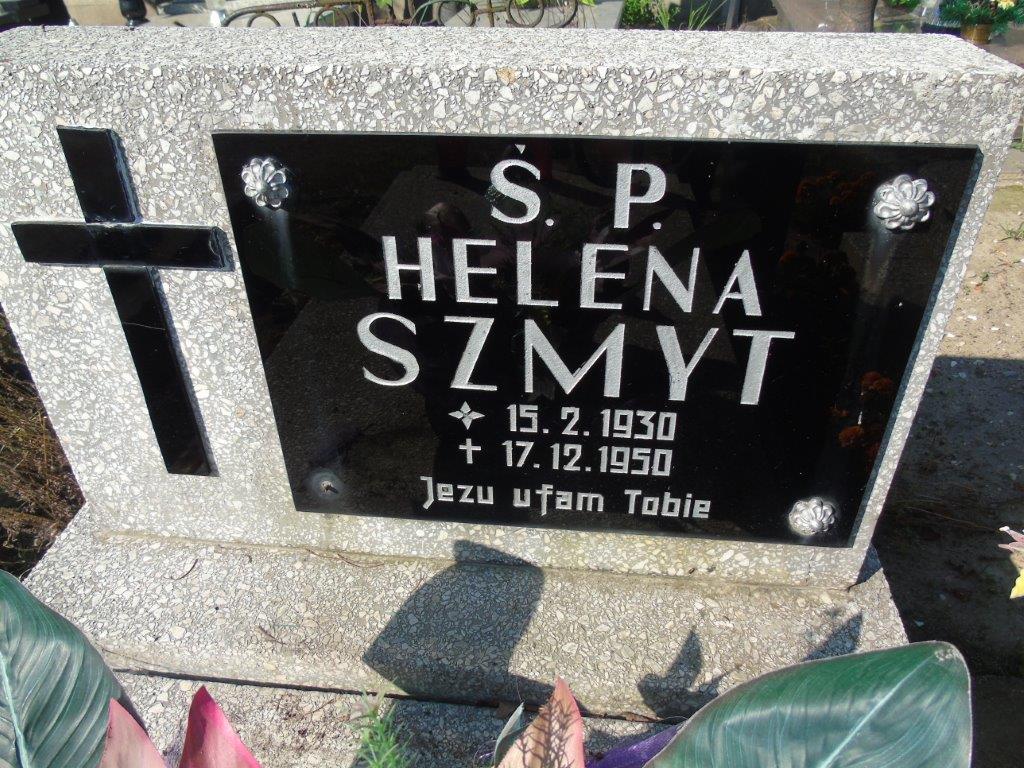 Ś. P.
HELENA
SZMYT
15. 2. 1930
17. 12. 1950
Jezu ufam Tobie